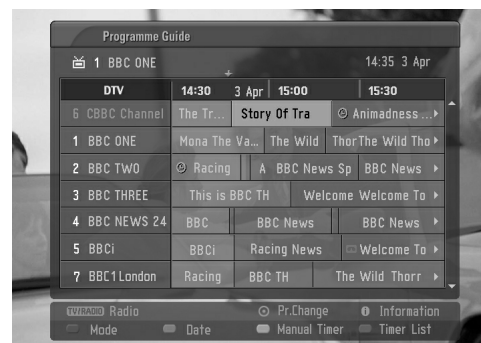 Programme Guide
1 BBC ONE 14:35 3 Apr
DTV 14:30 3 Apr 15:00 15:30
6 CBBC Channel The Tr... Story Of Tra Animadness ...
1 BBC ONE Mona The Va... The Wild Thor The Wild Tho
2 BBC TWO Racing A BBC News Sp BBC News
3 BBC THREE This is BBC TH Welcome Welcome To
4 BBC NEWS 24 BBC BBC News BBC News
5 BBCi BBCi Racing News Welcome To
7 BBC1 London Racing BBC TH The Wild Thorr
TV/RADIO Radio Pr.Change Information
Mode Date Manual Timer Timer List